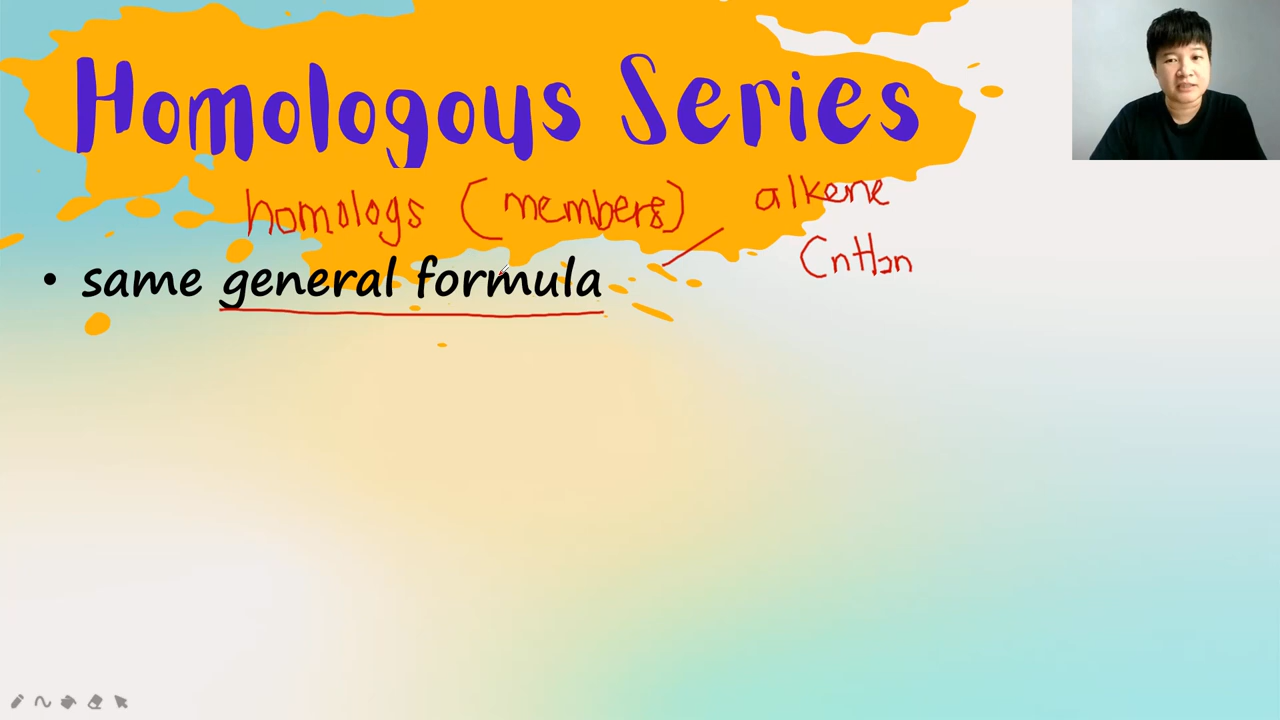 Homologous Series
homologs (members) alkene
CnH2n
• same general formula